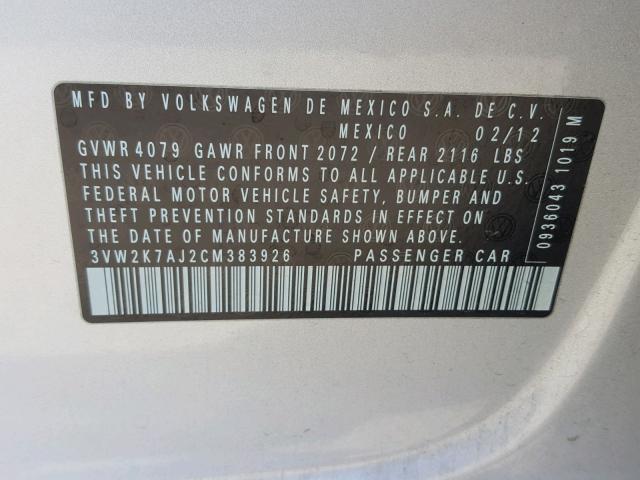 MFD BY VOLKSWAGEN DE MEXICO S.A. DE C.V.
MEXICO 02/12
GVWR 4079 GAWR FRONT 2072 / REAR 2116 LBS
THIS VEHICLE CONFORMS TO ALL APPLICABLE U.S.
FEDERAL MOTOR VEHICLE SAFETY, BUMPER AND
THEFT PREVENTION STANDARDS IN EFFECT ON
THE DATE OF MANUFACTURE SHOWN ABOVE.
3VW2K7AJ2CM383926 PASSENGER CAR
0936043 1019 M